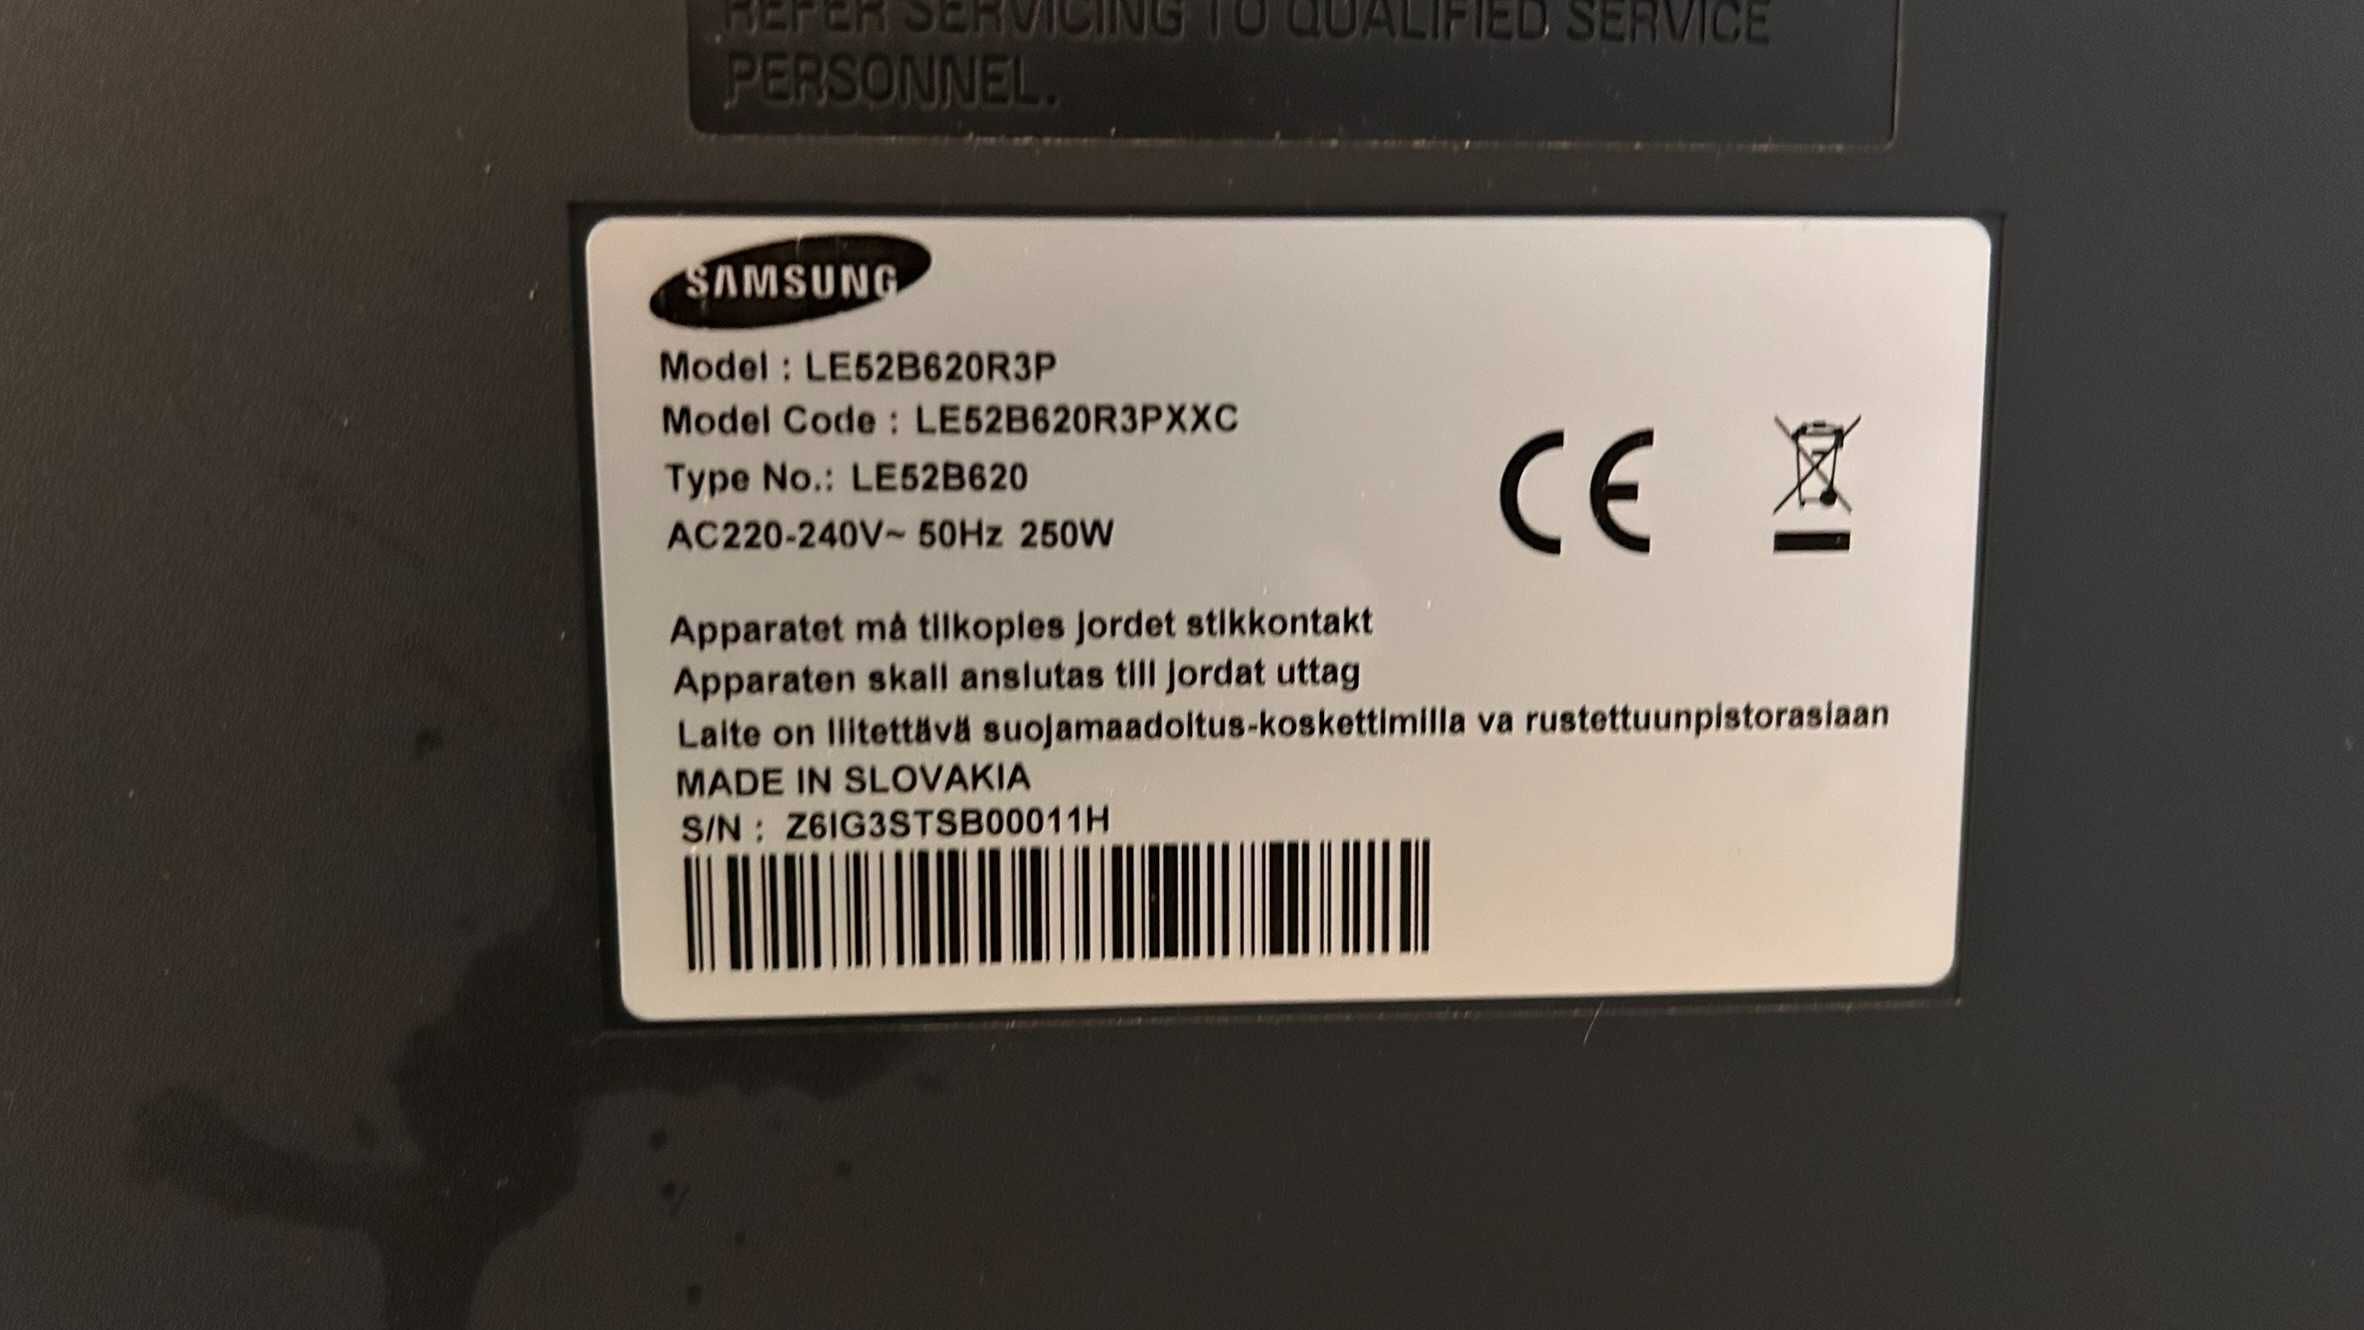 REFER SERVICING TO QUALIFIED SERVICE
PERSONNEL.
SAMSUNG
Model : LE52B620R3P
Model Code : LE52B620R3PXXC
Type No.: LE52B620
AC220-240V~ 50Hz 250W
CE
Apparatet må tilkoples jordet stikkontakt
Apparaten skall anslutas till jordat uttag
Laite on liitettävä suojamaadoitus-koskettimilla va rustettuunpistorasiaan
MADE IN SLOVAKIA
S/N : Z6IG3STSB00011H